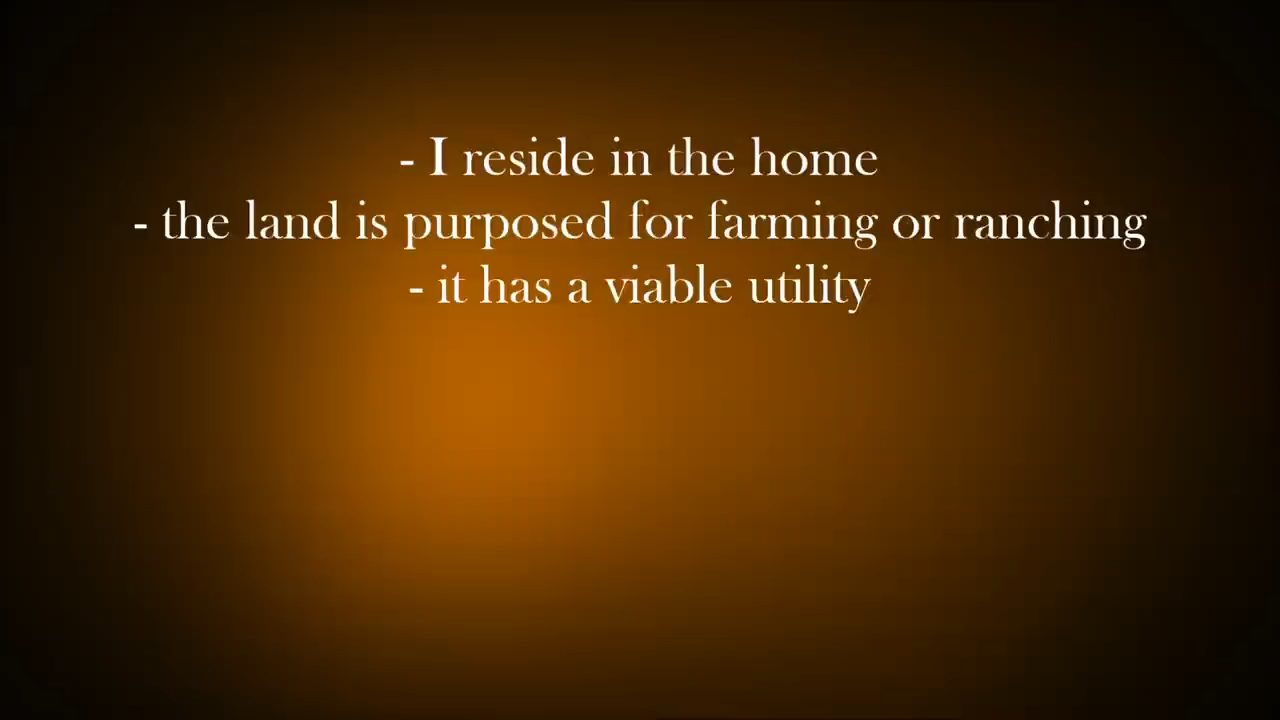 - I reside in the home
- the land is purposed for farming or ranching
- it has a viable utility